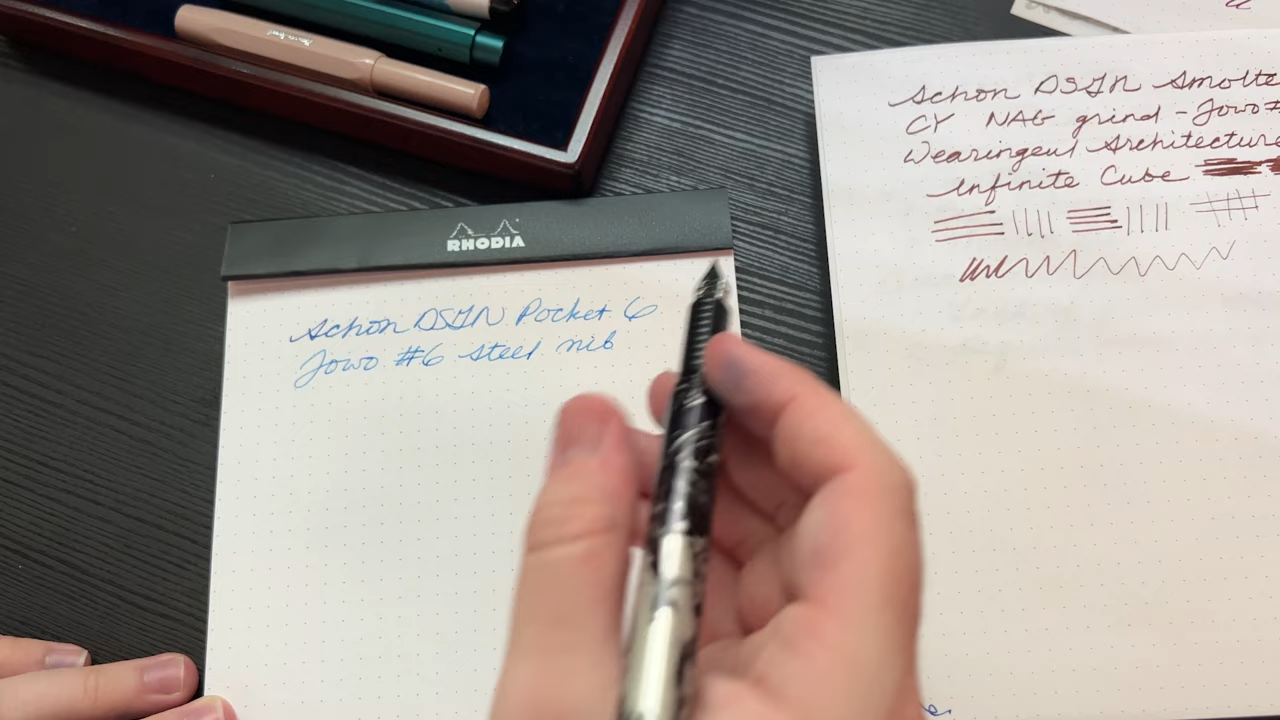 RHODIA
Schon DSGN Pocket 6
Jowo #6 steel nib
Schon DSGN Smolte
CY NAG grind - Jowo #
Wearingeul Architecture
Infinite Cube